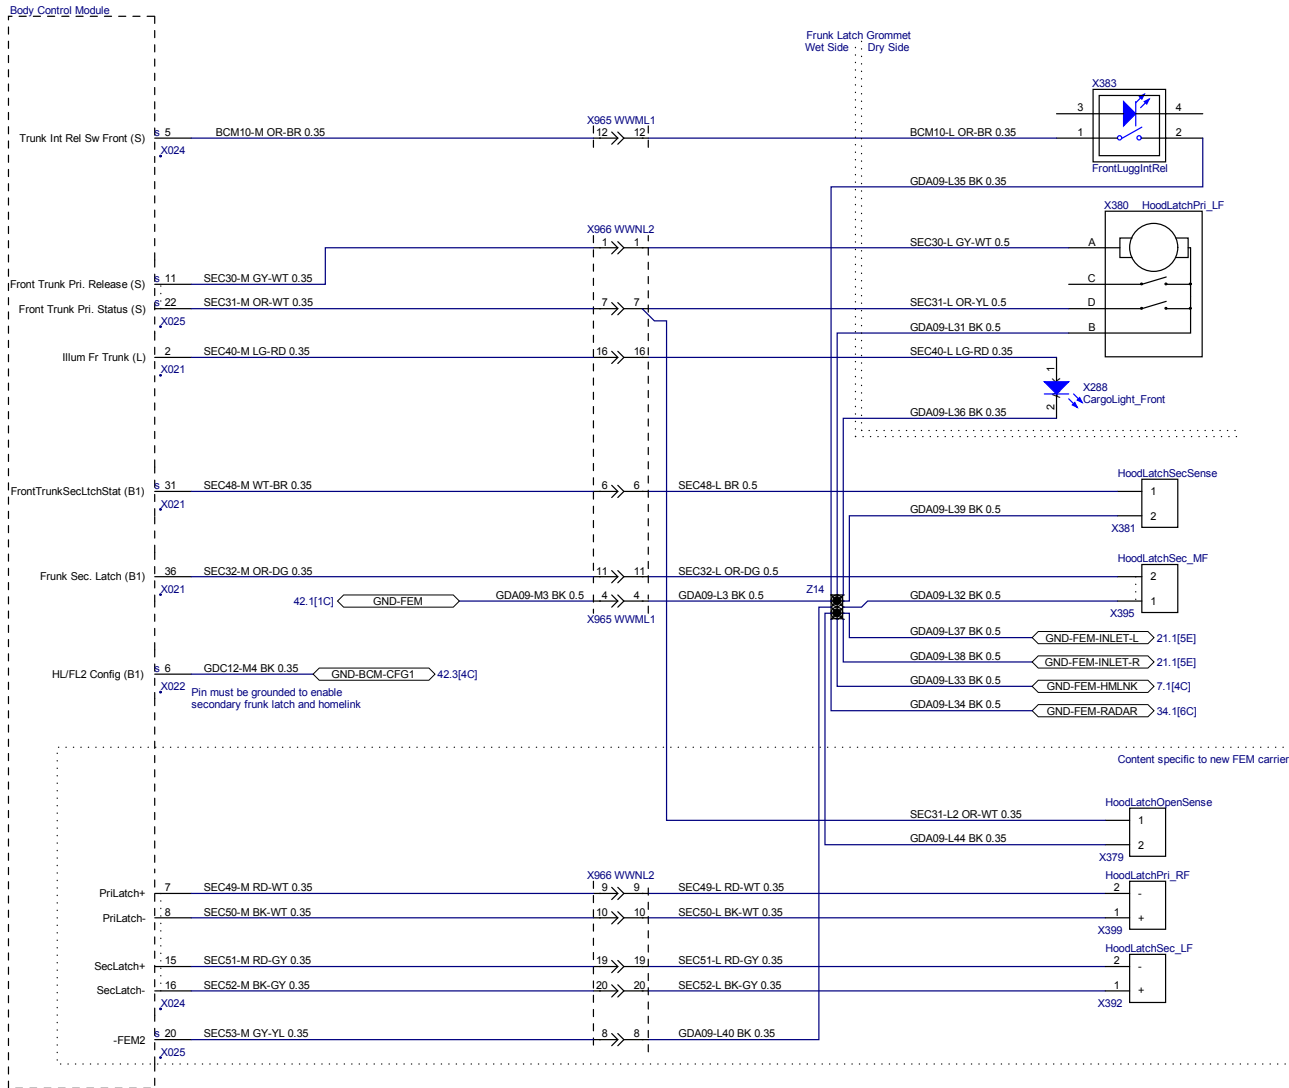 Body Control Module
Frunk Latch Grommet
Wet Side Dry Side
X383
3 4
Trunk Int Rel Sw Front (S) s 5 BCM10-M OR-BR 0.35 X965 WWML1 12 12 BCM10-L OR-BR 0.35 1 2
X024
FrontLuggIntRel
GDA09-L35 BK 0.35
X380 HoodLatchPri_LF
X966 WWNL2
1 1 SEC30-L GY-WT 0.5 A
Front Trunk Pri. Release (S) s 11 SEC30-M GY-WT 0.35 C
Front Trunk Pri. Status (S) s 22 SEC31-M OR-WT 0.35 7 7 SEC31-L OR-YL 0.5 D
X025
GDA09-L31 BK 0.5 B
Illum Fr Trunk (L) 2 SEC40-M LG-RD 0.35 16 16 SEC40-L LG-RD 0.35
X021
1
X288
CargoLight_Front
2
GDA09-L36 BK 0.35
HoodLatchSecSense
FrontTrunkSecLtchStat (B1) s 31 SEC48-M WT-BR 0.35 6 6 SEC48-L BR 0.5 1
X021
GDA09-L39 BK 0.5 2
X381
HoodLatchSec_MF
Frunk Sec. Latch (B1) 36 SEC32-M OR-DG 0.35 11 11 SEC32-L OR-DG 0.5 2
X021
Z14
42.1[1C] GND-FEM GDA09-M3 BK 0.5 4 4 GDA09-L3 BK 0.5 GDA09-L32 BK 0.5 1
X965 WWML1
X395
GDA09-L37 BK 0.5 GND-FEM-INLET-L 21.1[5E]
GDA09-L38 BK 0.5 GND-FEM-INLET-R 21.1[5E]
HL/FL2 Config (B1) s 6 GDC12-M4 BK 0.35 GND-BCM-CFG1 42.3[4C]
X022
Pin must be grounded to enable
secondary frunk latch and homelink
GDA09-L33 BK 0.5 GND-FEM-HMLNK 7.1[4C]
GDA09-L34 BK 0.5 GND-FEM-RADAR 34.1[6C]
Content specific to new FEM carrier
HoodLatchOpenSense
SEC31-L2 OR-WT 0.35 1
GDA09-L44 BK 0.35 2
X379
X966 WWNL2
HoodLatchPri_RF
PriLatch+ 7 SEC49-M RD-WT 0.35 9 9 SEC49-L RD-WT 0.35 2 -
PriLatch- 8 SEC50-M BK-WT 0.35 10 10 SEC50-L BK-WT 0.35 1 +
X399
HoodLatchSec_LF
SecLatch+ 15 SEC51-M RD-GY 0.35 19 19 SEC51-L RD-GY 0.35 2 -
SecLatch- 16 SEC52-M BK-GY 0.35 20 20 SEC52-L BK-GY 0.35 1 +
X024
X392
-FEM2 s 20 SEC53-M GY-YL 0.35 8 8 GDA09-L40 BK 0.35
X025